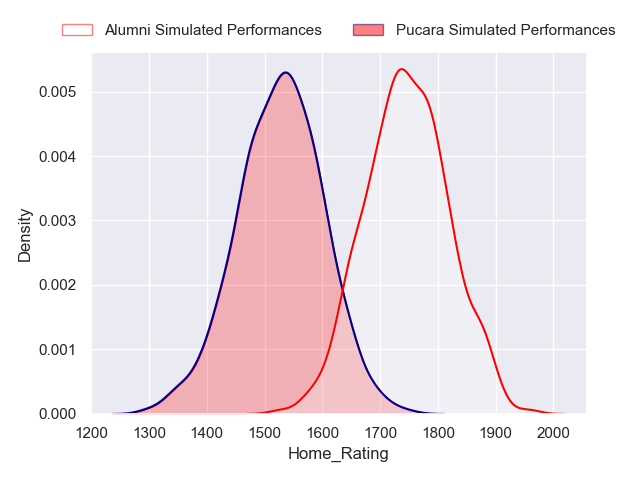 Alumni Simulated Performances Pucara Simulated Performances
0.005
0.004
0.003
0.002
0.001
0.000
Density
1200 1300 1400 1500 1600 1700 1800 1900 2000
Home_Rating